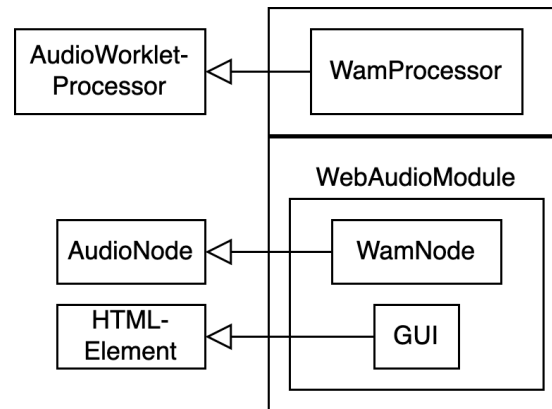 AudioWorklet-
Processor
WamProcessor
WebAudioModule
AudioNode
WamNode
HTML-
Element
GUI